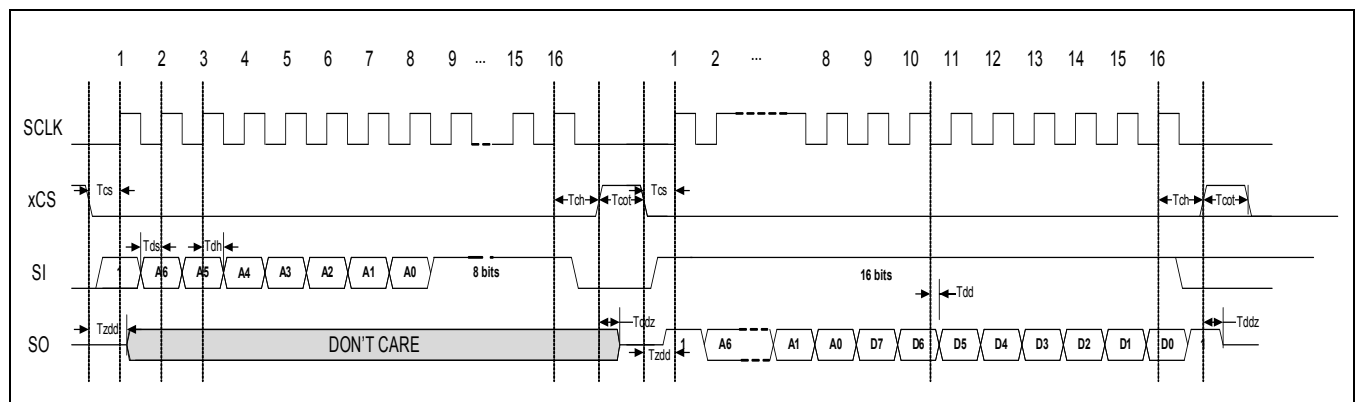 1 2 3 4 5 6 7 8 9 ... 15 16 1 2 ... 8 9 10 11 12 13 14 15 16
SCLK
xCS Tcs Tch Tcot Tcs Tch Tcot
Tds Tdh
SI 1 A6 A5 A4 A3 A2 A1 A0 8 bits 16 bits
Tdd
Tzdd Tddz Tddz
SO DON'T CARE 1 A6 A1 A0 D7 D6 D5 D4 D3 D2 D1 D0 1
Tzdd